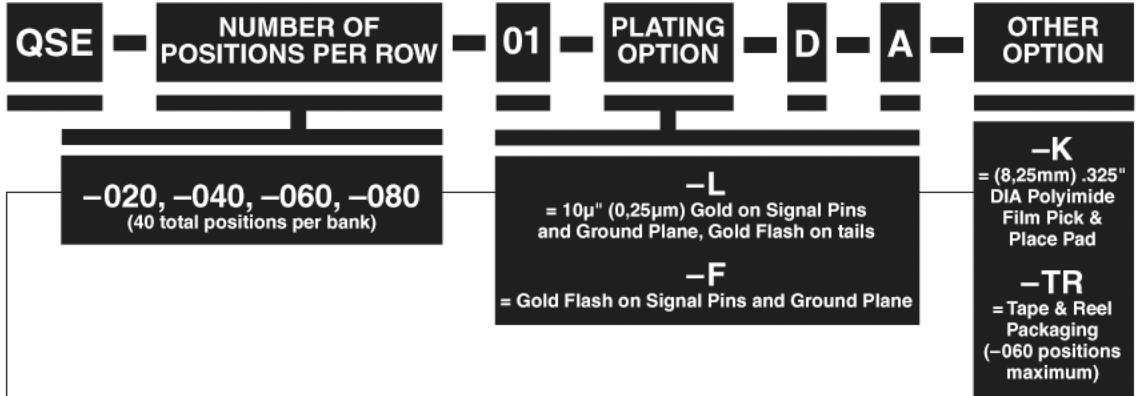 QSE
NUMBER OF
POSITIONS PER ROW
01
PLATING
OPTION
D
A
OTHER
OPTION
–020, –040, –060, –080
(40 total positions per bank)
–L
= 10µ" (0,25µm) Gold on Signal Pins
and Ground Plane, Gold Flash on tails
–F
= Gold Flash on Signal Pins and Ground Plane
–K
= (8,25mm) .325"
DIA Polyimide
Film Pick &
Place Pad
–TR
= Tape & Reel
Packaging
(–060 positions
maximum)